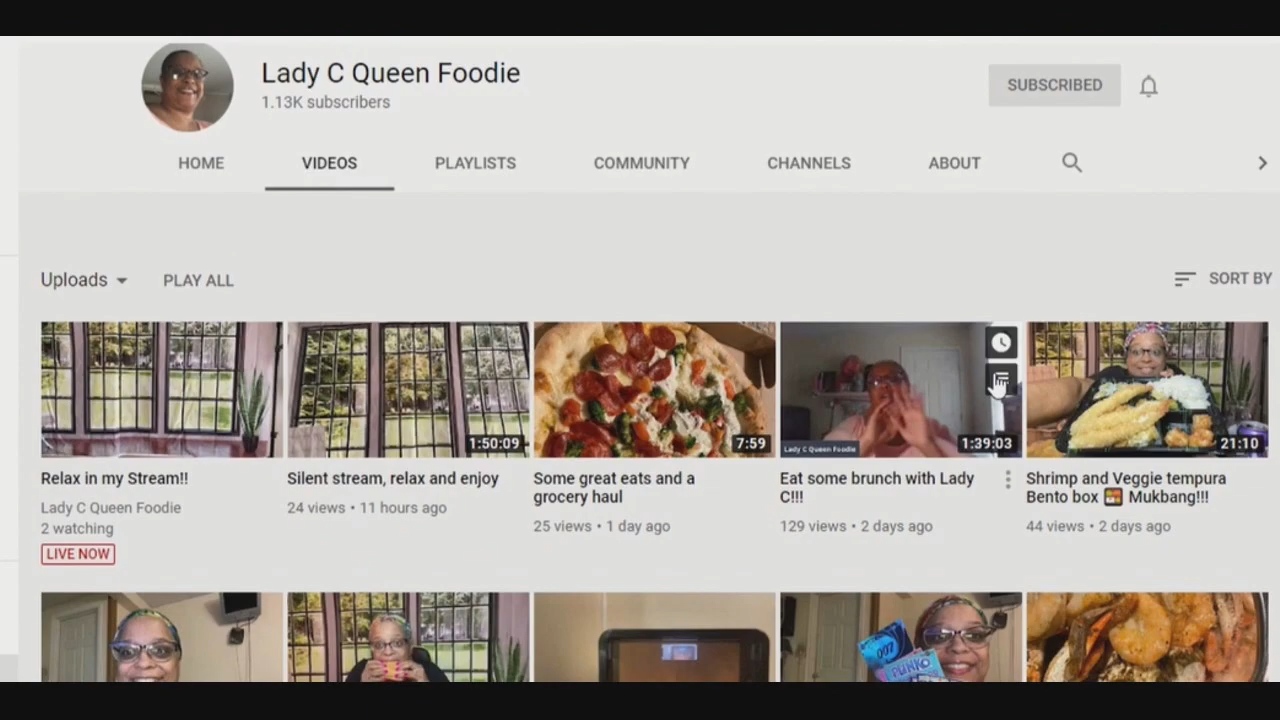 Lady C Queen Foodie
1.13K subscribers
SUBSCRIBED
HOME VIDEOS PLAYLISTS COMMUNITY CHANNELS ABOUT
Uploads PLAY ALL SORT BY
1:50:09
7:59
Lady C Queen Foodie
1:39:03
21:10
Relax in my Stream!!
Lady C Queen Foodie
2 watching
LIVE NOW
Silent stream, relax and enjoy
24 views • 11 hours ago
Some great eats and a
grocery haul
25 views • 1 day ago
Eat some brunch with Lady
C!!!
129 views • 2 days ago
Shrimp and Veggie tempura
Bento box 🍱 Mukbang!!!
44 views • 2 days ago
007